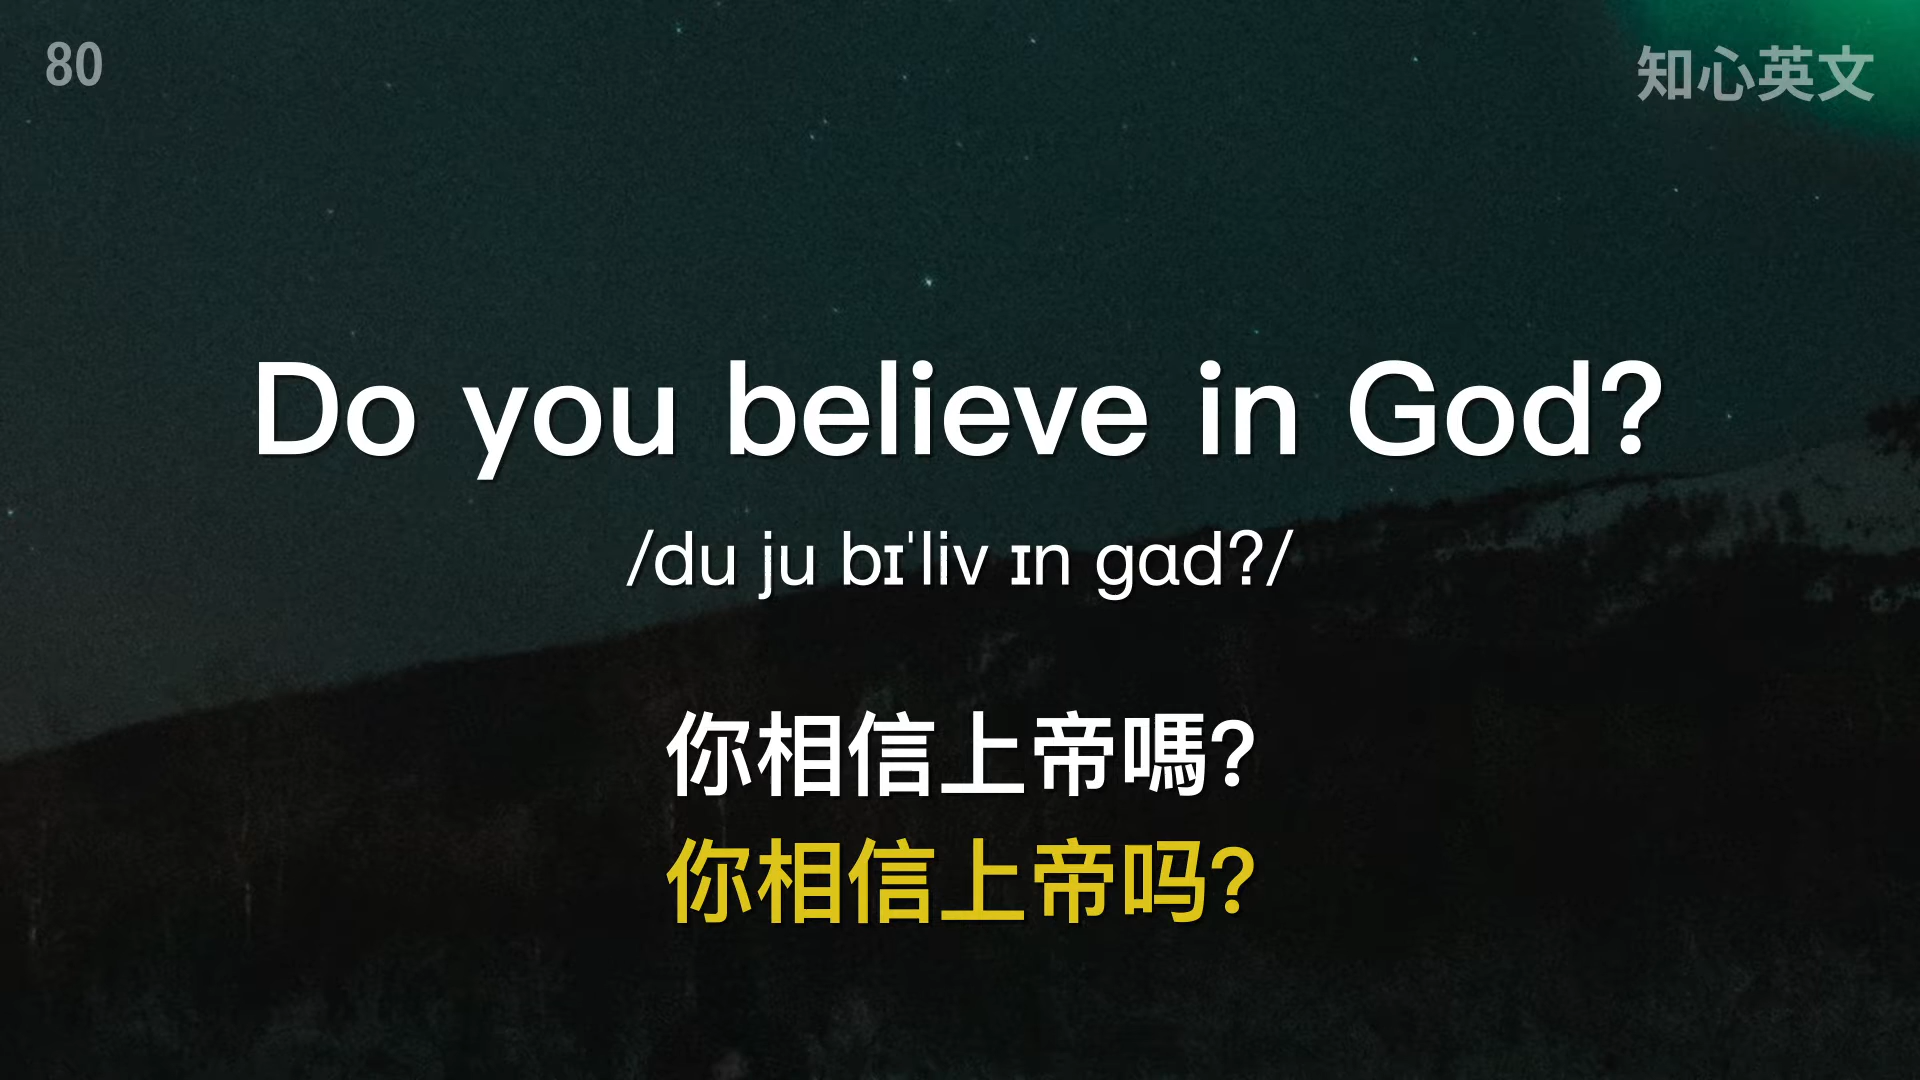 80
知心英文
Do you believe in God?
/du ju bɪˈliv ɪn gɑd?/
你相信上帝嗎?
你相信上帝吗?